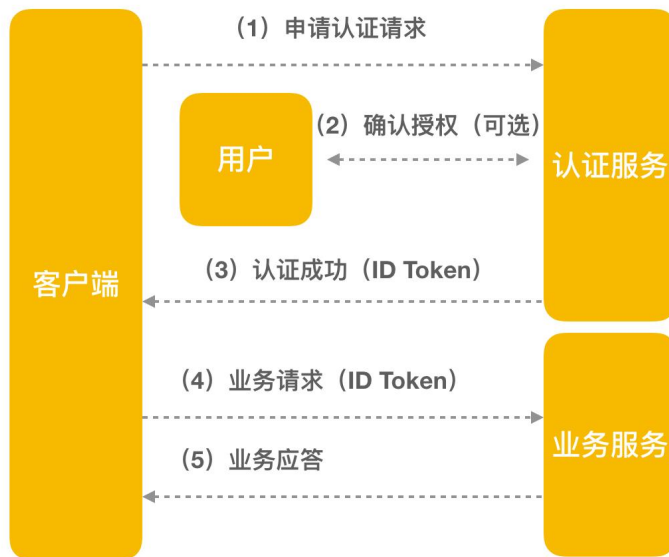 （1）申请认证请求
（2）确认授权（可选）
用户
认证服务
（3）认证成功（ID Token）
客户端
（4）业务请求（ID Token）
业务服务
（5）业务应答